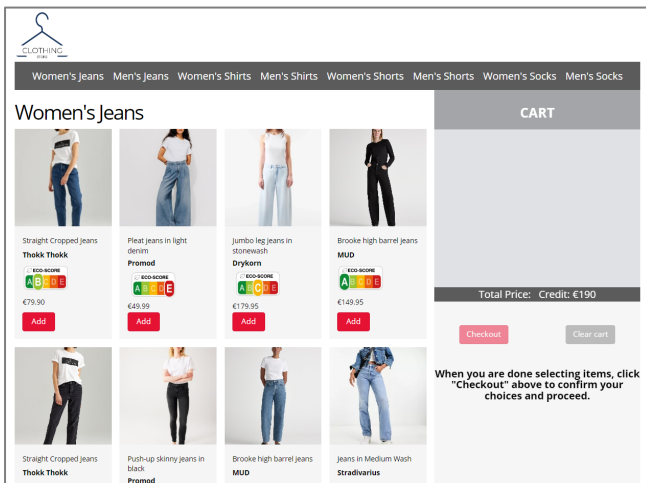 CLOTHING
STORE
Women's Jeans Men's Jeans Women's Shirts Men's Shirts Women's Shorts Men's Shorts Women's Socks Men's Socks
Women's Jeans
CART
Straight Cropped Jeans
Thokk Thokk
ECO-SCORE
A B C D E
€79.90
Add
Pleat jeans in light
denim
Promod
ECO-SCORE
A B C D E
€49.99
Add
Jumbo leg jeans in
stonewash
Drykorn
ECO-SCORE
A B C D E
€179.95
Add
Brooke high barrel jeans
MUD
ECO-SCORE
A B C D E
€149.95
Add
Total Price: Credit: €190
Checkout
Clear cart
When you are done selecting items, click
"Checkout" above to confirm your
choices and proceed.
Straight Cropped Jeans
Thokk Thokk
Push-up skinny jeans in
black
Promod
Brooke high barrel jeans
MUD
Jeans in Medium Wash
Stradivarius